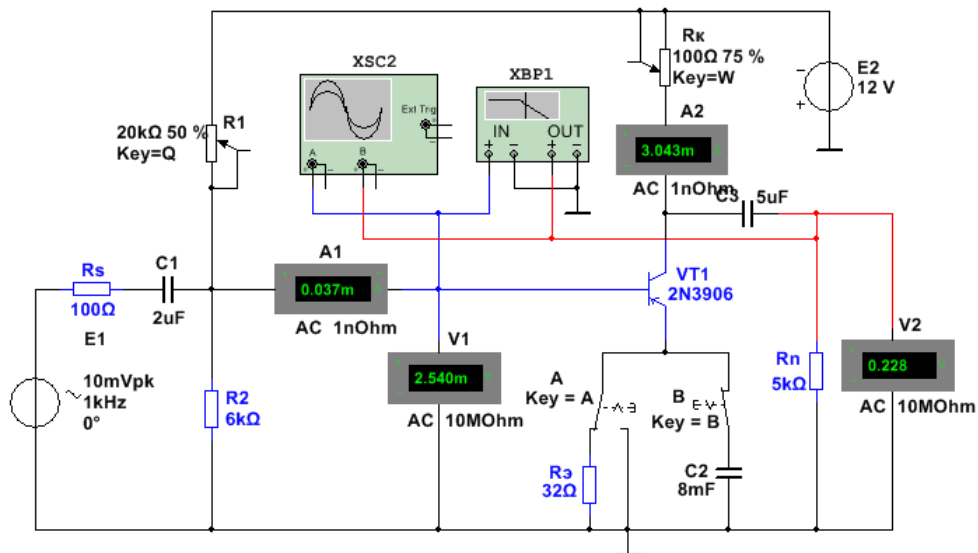 XSC2
Ext Trig
A
B
XBP1
IN
OUT
Rк
100Ω 75 %
Key=W
E2
12 V
R1
20kΩ 50 %
Key=Q
A2
3.043m
AC 1nOhm
C3
5uF
Rs
100Ω
C1
2uF
A1
0.037m
AC 1nOhm
VT1
2N3906
E1
10mVpk
1kHz
0°
R2
6kΩ
V1
2.540m
AC 10MOhm
A
Key = A
B
Key = B
Rэ
32Ω
C2
8mF
Rп
5kΩ
V2
0.228
AC 10MOhm